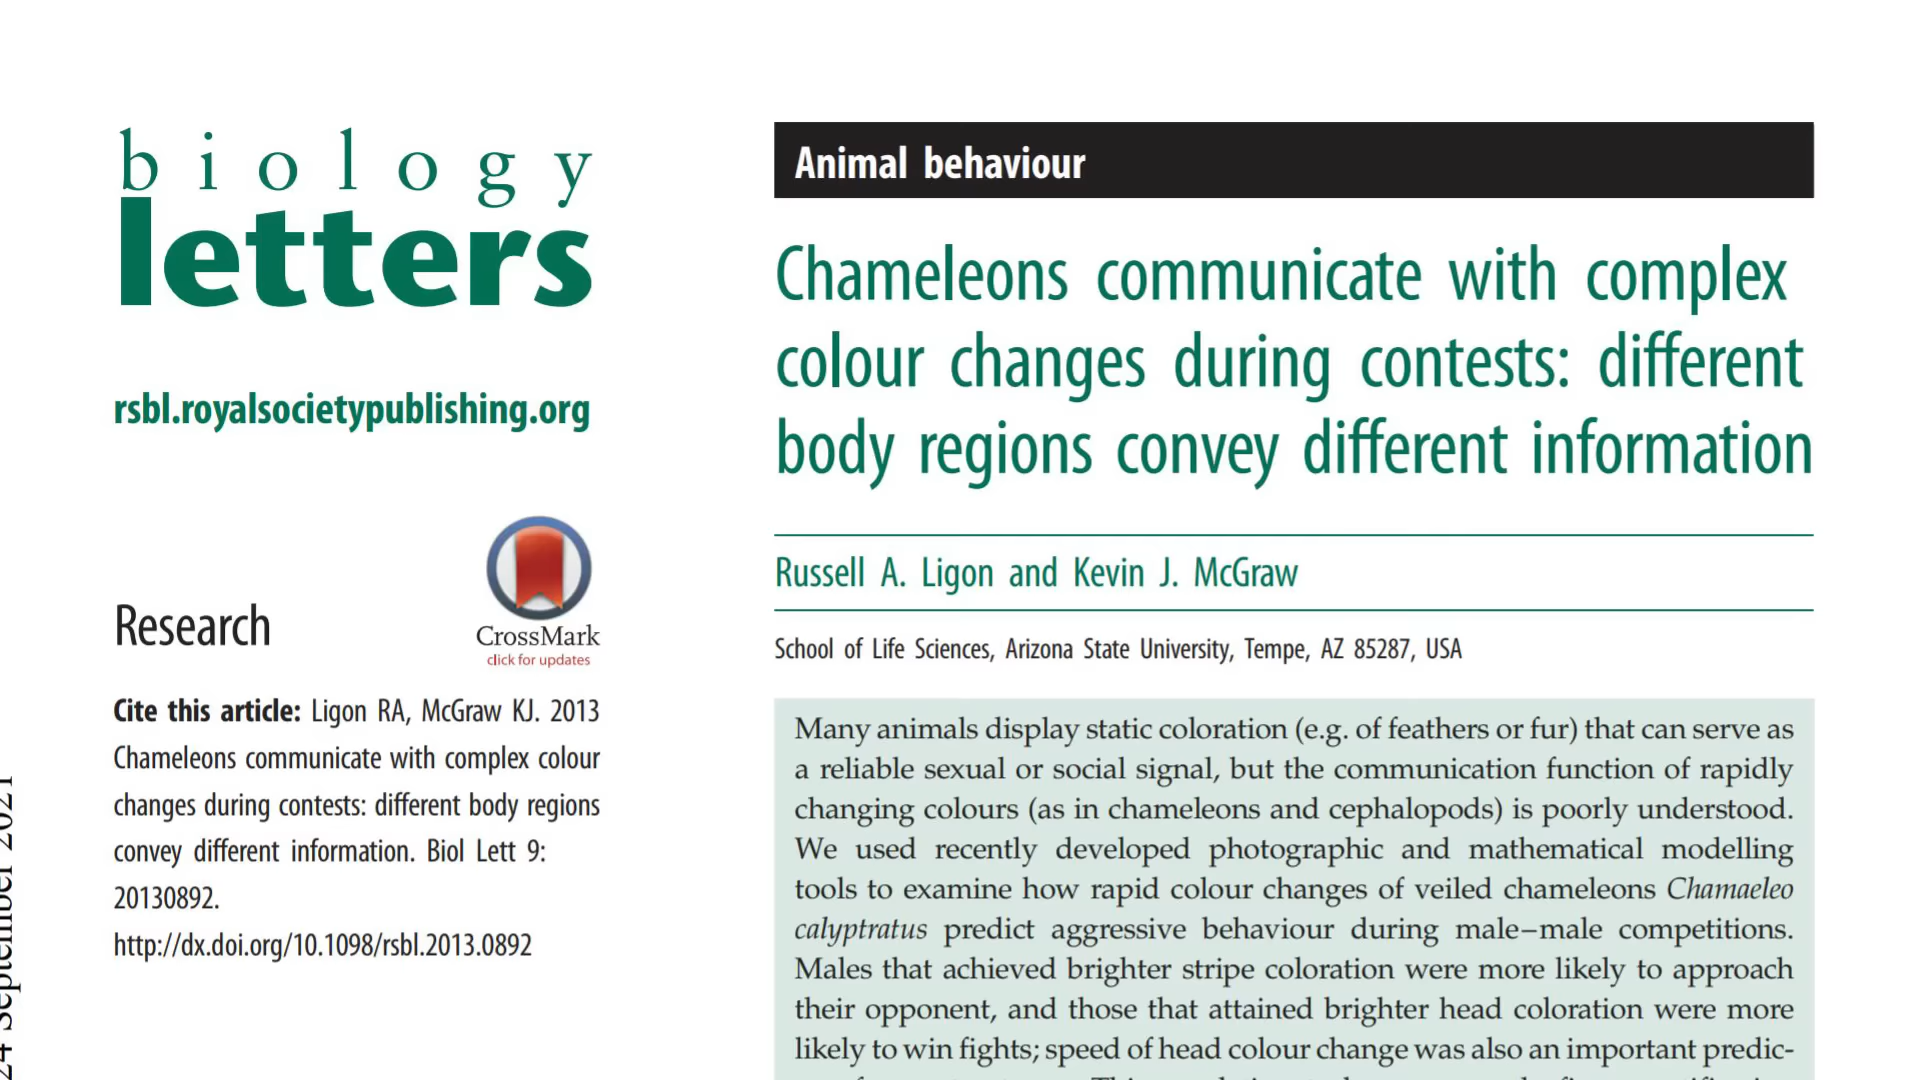 biology
letters
rsbl.royalsocietypublishing.org
Research
CrossMark
click for updates
Cite this article: Ligon RA, McGraw KJ. 2013
Chameleons communicate with complex colour
changes during contests: different body regions
convey different information. Biol Lett 9:
20130892.
http://dx.doi.org/10.1098/rsbl.2013.0892
24 September 2021
Animal behaviour
Chameleons communicate with complex
colour changes during contests: different
body regions convey different information
Russell A. Ligon and Kevin J. McGraw
School of Life Sciences, Arizona State University, Tempe, AZ 85287, USA
Many animals display static coloration (e.g. of feathers or fur) that can serve as
a reliable sexual or social signal, but the communication function of rapidly
changing colours (as in chameleons and cephalopods) is poorly understood.
We used recently developed photographic and mathematical modelling
tools to examine how rapid colour changes of veiled chameleons Chamaeleo
calyptratus predict aggressive behaviour during male–male competitions.
Males that achieved brighter stripe coloration were more likely to approach
their opponent, and those that attained brighter head coloration were more
likely to win fights; speed of head colour change was also an important predic-